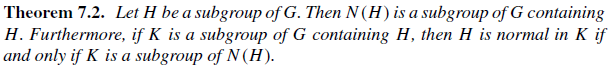 Theorem 7.2. Let H be a subgroup of G. Then N(H) is a subgroup of G containing
H. Furthermore, if K is a subgroup of G containing H, then H is normal in K if
and only if K is a subgroup of N(H).